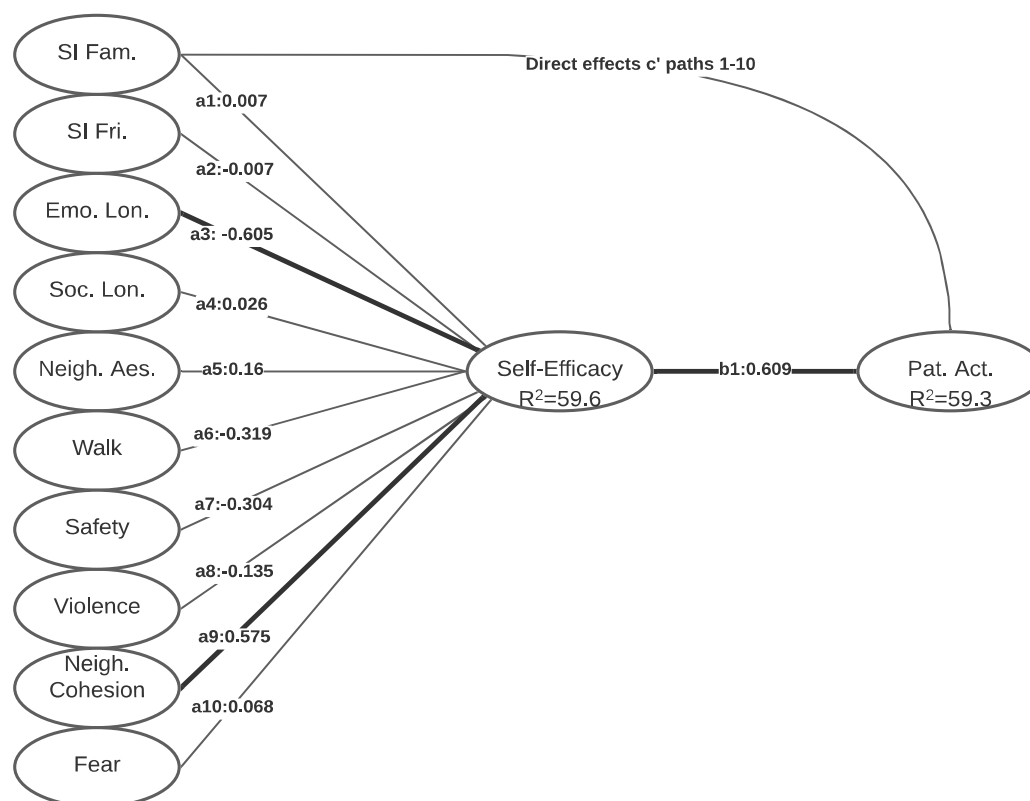 SI Fam.
Direct effects c' paths 1-10
a1:0.007
SI Fri.
a2:-0.007
Emo. Lon.
a3: -0.605
Soc. Lon.
a4:0.026
Neigh. Aes.
a5:0.16
Self-Efficacy
R²=59.6
b1:0.609
Pat. Act.
R²=59.3
Walk
a6:-0.319
Safety
a7:-0.304
Violence
a8:-0.135
Neigh.
Cohesion
a9:0.575
a10:0.068
Fear